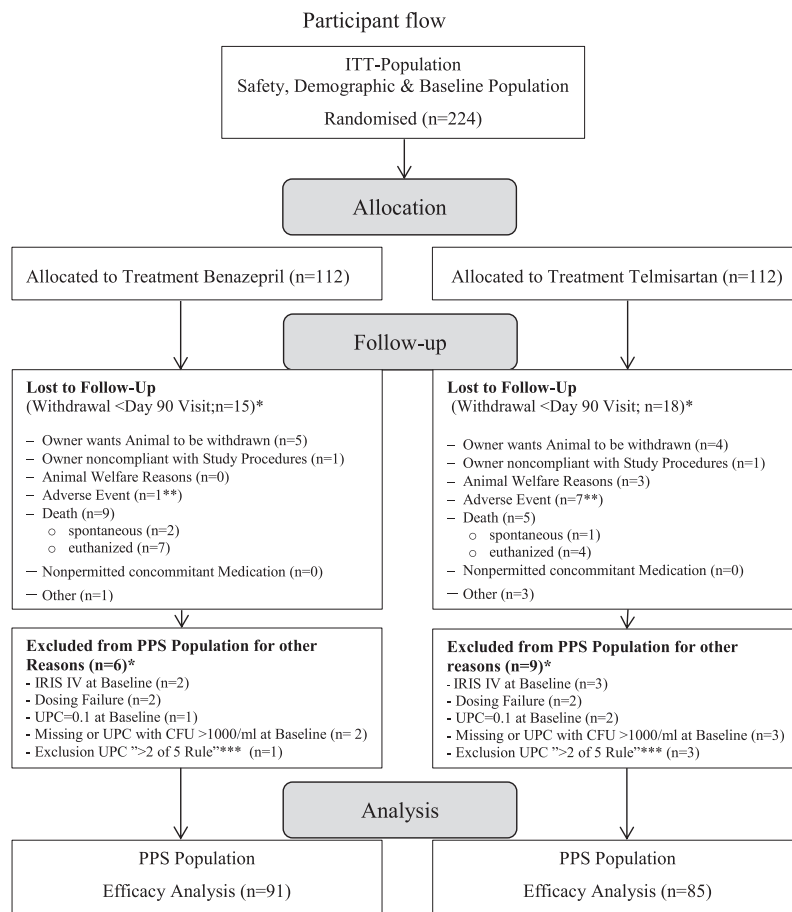 Participant flow
ITT-Population
Safety, Demographic & Baseline Population
Randomised (n=224)
Allocation
Allocated to Treatment Benazepril (n=112)
Allocated to Treatment Telmisartan (n=112)
Follow-up
Lost to Follow-Up
(Withdrawal <Day 90 Visit;n=15)*
– Owner wants Animal to be withdrawn (n=5)
– Owner noncompliant with Study Procedures (n=1)
– Animal Welfare Reasons (n=0)
– Adverse Event (n=1**)
– Death (n=9)
o spontaneous (n=2)
o euthanized (n=7)
– Nonpermitted concommitant Medication (n=0)
– Other (n=1)
Lost to Follow-Up
(Withdrawal <Day 90 Visit; n=18)*
– Owner wants Animal to be withdrawn (n=4)
– Owner noncompliant with Study Procedures (n=1)
– Animal Welfare Reasons (n=3)
– Adverse Event (n=7**)
– Death (n=5)
o spontaneous (n=1)
o euthanized (n=4)
– Nonpermitted concommitant Medication (n=0)
– Other (n=3)
Excluded from PPS Population for other
Reasons (n=6)*
- IRIS IV at Baseline (n=2)
- Dosing Failure (n=2)
- UPC=0.1 at Baseline (n=1)
- Missing or UPC with CFU >1000/ml at Baseline (n= 2)
- Exclusion UPC ”>2 of 5 Rule”*** (n=1)
Excluded from PPS Population for other
reasons (n=9)*
- IRIS IV at Baseline (n=3)
- Dosing Failure (n=2)
- UPC=0.1 at Baseline (n=2)
- Missing or UPC with CFU >1000/ml at Baseline (n=3)
- Exclusion UPC ”>2 of 5 Rule”*** (n=3)
Analysis
PPS Population
Efficacy Analysis (n=91)
PPS Population
Efficacy Analysis (n=85)